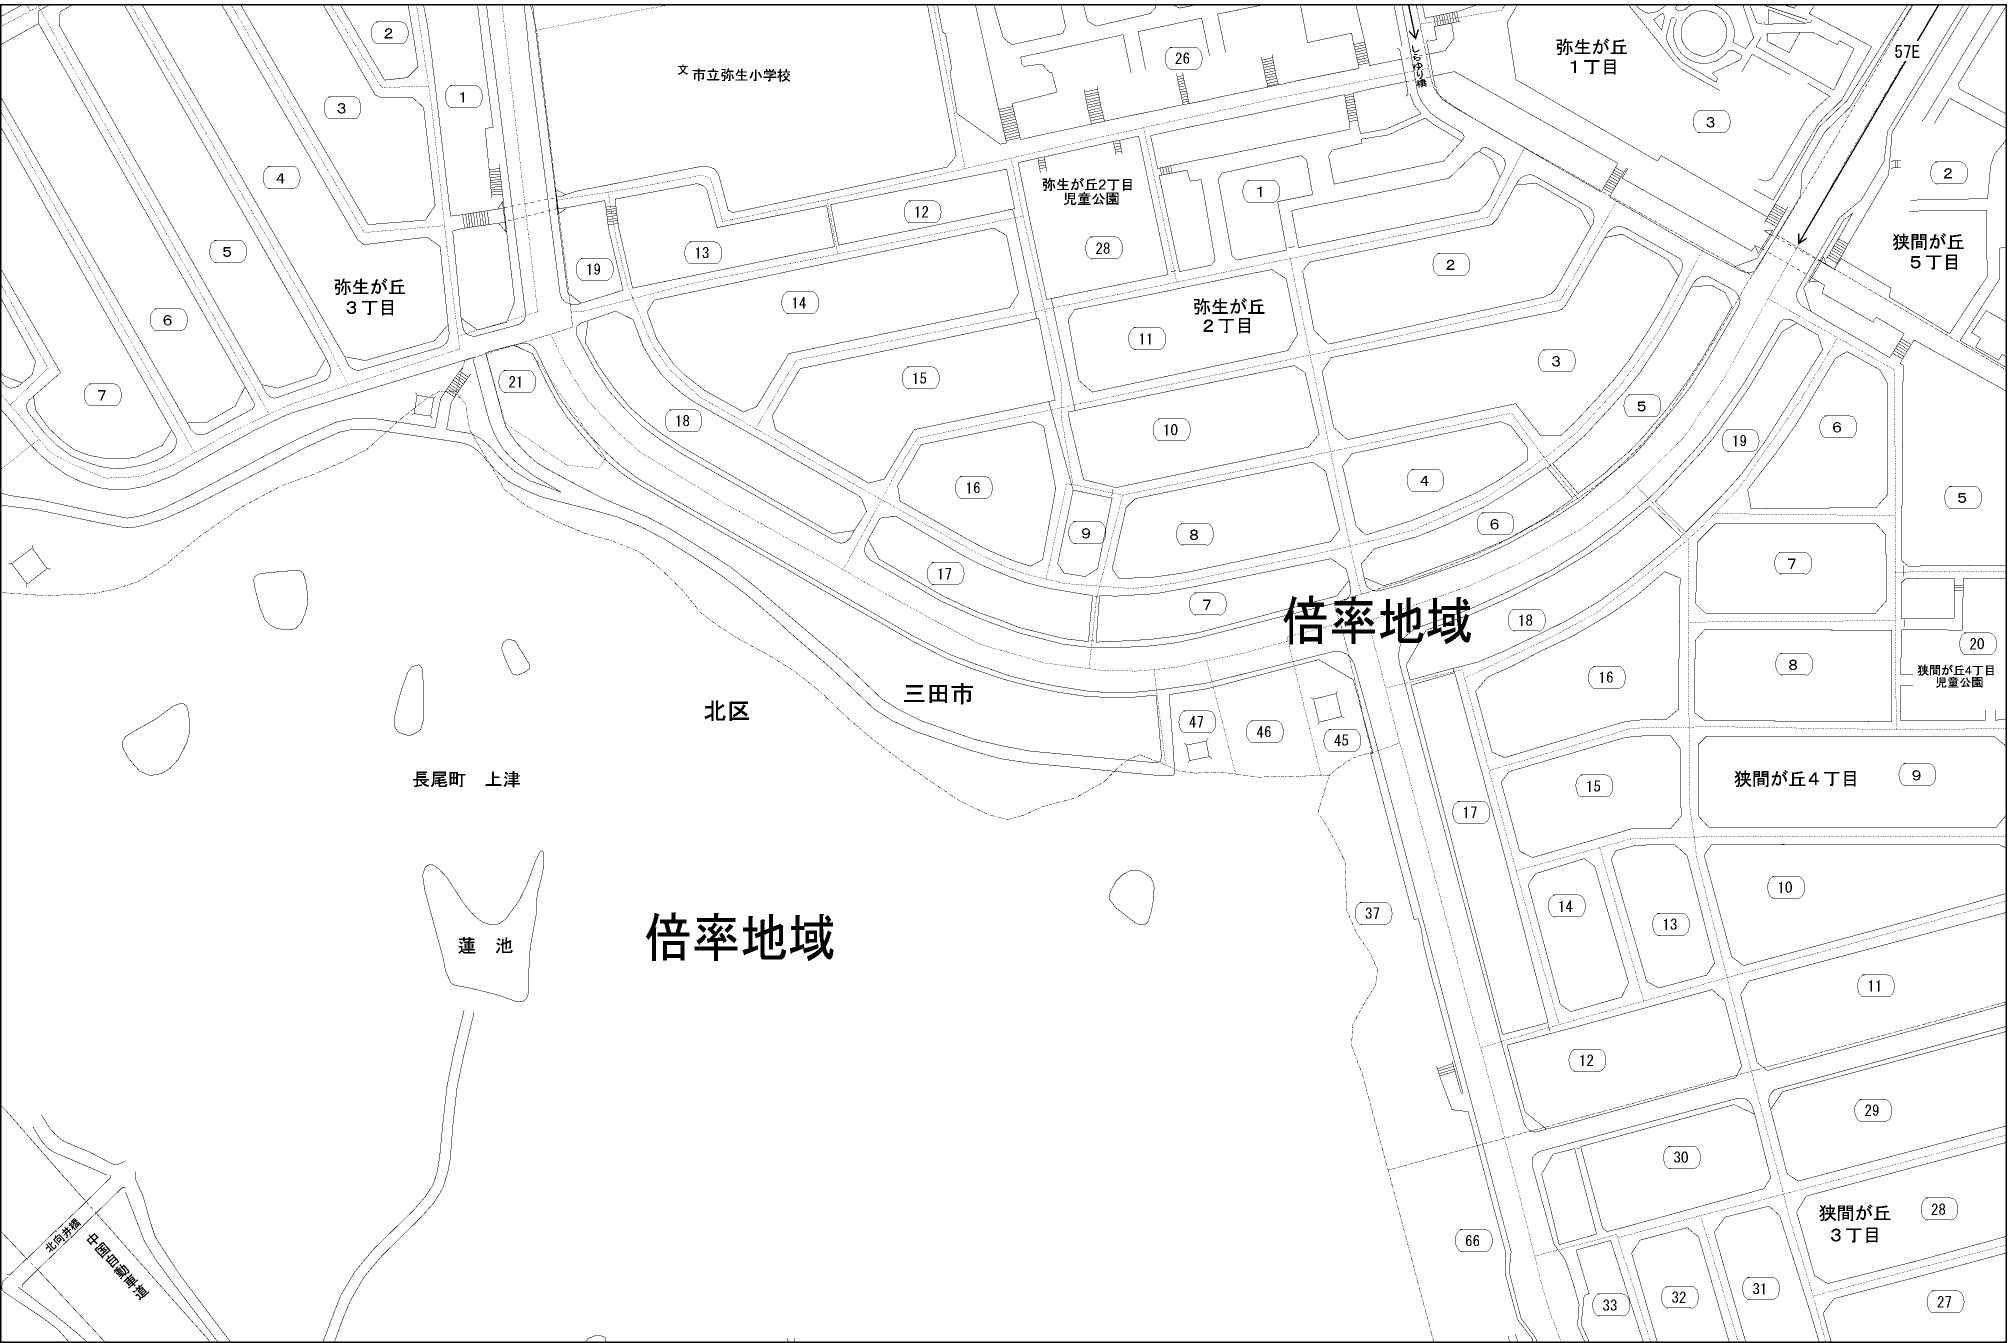 2
26
しらゆり橋
弥生が丘
1丁目
57E
文 市立弥生小学校
3
1
3
2
4
弥生が丘2丁目
児童公園
1
12
5
13
28
狭間が丘
5丁目
19
2
弥生が丘
3丁目
14
弥生が丘
2丁目
6
11
3
15
21
7
18
10
5
6
19
16
4
5
9
8
6
7
17
7
倍率地域
18
20
8
狭間が丘4丁目
児童公園
16
三田市
北区
47
46
45
長尾町 上津
狭間が丘4丁目
9
15
17
10
14
37
13
蓮 池
倍率地域
11
12
29
30
28
狭間が丘
3丁目
北向井橋
中国自動車道
66
31
32
33
27